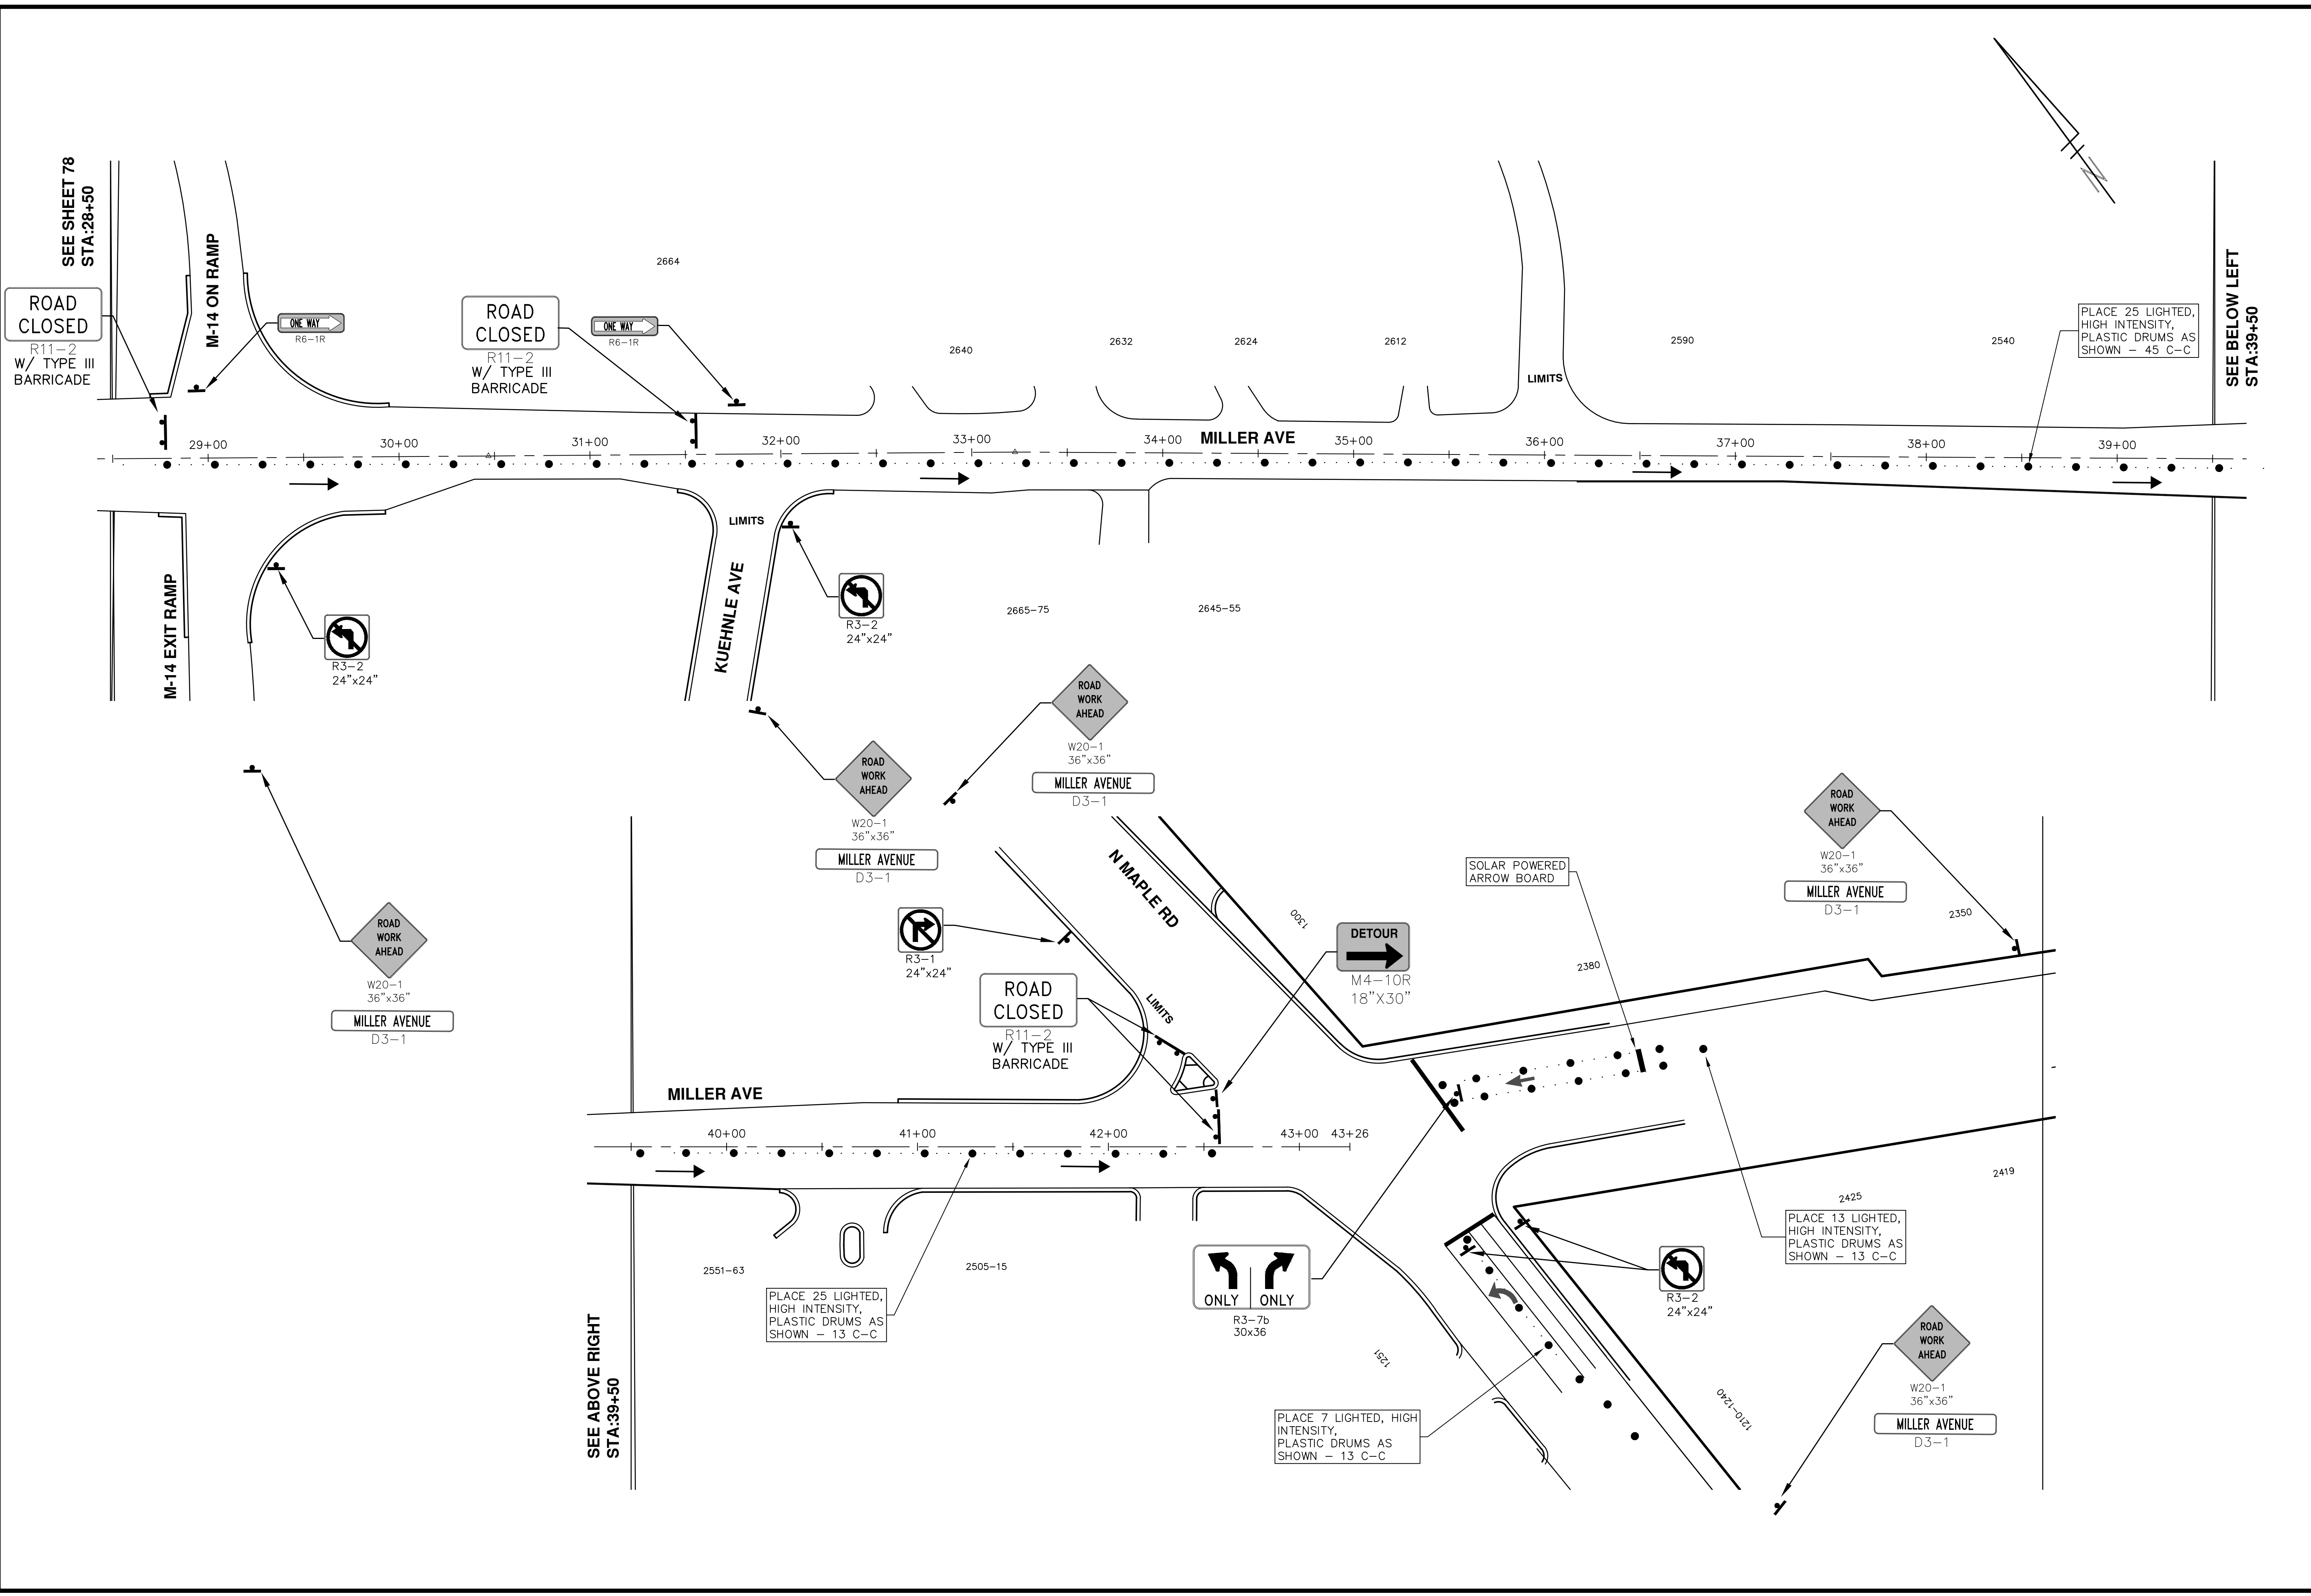 SEE SHEET 78
STA:28+50
M-14 ON RAMP
ROAD
CLOSED
R11-2
W/ TYPE III
BARRICADE
ONE WAY
R6-1R
ROAD
CLOSED
R11-2
W/ TYPE III
BARRICADE
ONE WAY
R6-1R
2664
2640
2632
2624
2612
LIMITS
2590
2540
PLACE 25 LIGHTED,
HIGH INTENSITY,
PLASTIC DRUMS AS
SHOWN - 45 C-C
SEE BELOW LEFT
STA:39+50
N
29+00
30+00
31+00
32+00
33+00
34+00
MILLER AVE
35+00
36+00
37+00
38+00
39+00
LIMITS
M-14 EXIT RAMP
KUEHNLE AVE
R3-2
24"x24"
R3-2
24"x24"
2665-75
2645-55
ROAD
WORK
AHEAD
W20-1
36"x36"
MILLER AVENUE
D3-1
ROAD
WORK
AHEAD
W20-1
36"x36"
MILLER AVENUE
D3-1
ROAD
WORK
AHEAD
W20-1
36"x36"
MILLER AVENUE
D3-1
ROAD
WORK
AHEAD
W20-1
36"x36"
MILLER AVENUE
D3-1
N MAPLE RD
SOLAR POWERED
ARROW BOARD
R3-1
24"x24"
ROAD
CLOSED
R11-2
W/ TYPE III
BARRICADE
LIMITS
1300
DETOUR
M4-10R
18"X30"
2380
2350
MILLER AVE
40+00
41+00
42+00
43+00
43+26
2551-63
2505-15
PLACE 25 LIGHTED,
HIGH INTENSITY,
PLASTIC DRUMS AS
SHOWN - 13 C-C
SEE ABOVE RIGHT
STA:39+50
ONLY
ONLY
R3-7b
30x36
1251
PLACE 7 LIGHTED, HIGH
INTENSITY,
PLASTIC DRUMS AS
SHOWN - 13 C-C
R3-2
24"x24"
2419
2425
PLACE 13 LIGHTED,
HIGH INTENSITY,
PLASTIC DRUMS AS
SHOWN - 13 C-C
1210-1240
ROAD
WORK
AHEAD
W20-1
36"x36"
MILLER AVENUE
D3-1